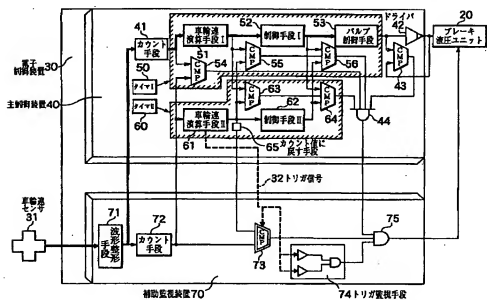 電子制御装置
30
主制御装置
40
車輪速センサ
31
41
カウント手段
タイマI
50
タイマII
60
車輪速演算手段I
51
52
制御手段I
53
バルブ制御手段
ドライバ
42
20
ブレーキ液圧ユニット
CMP
54
CMP
55
CMP
56
CMP
43
44
CMP
63
62
制御手段II
CMP
64
車輪速演算手段II
61
65
カウント値に戻す手段
32トリガ信号
71
波形整形手段
72
カウント手段
CMP
73
75
74トリガ監視手段
補助監視装置70